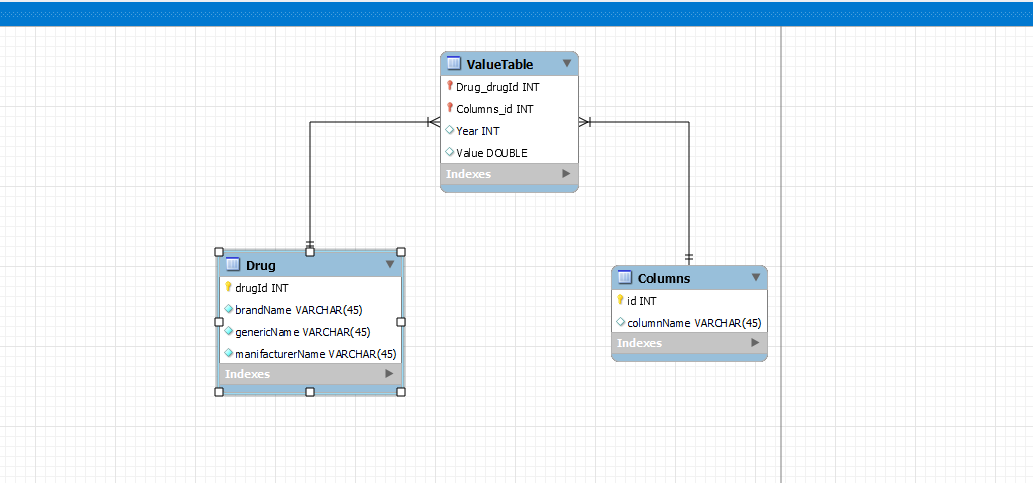 ValueTable
Drug_drugId INT
Columns_id INT
Year INT
Value DOUBLE
Indexes
Drug
drugId INT
brandName VARCHAR(45)
genericName VARCHAR(45)
manifacturerName VARCHAR(45)
Indexes
Columns
id INT
columnName VARCHAR(45)
Indexes